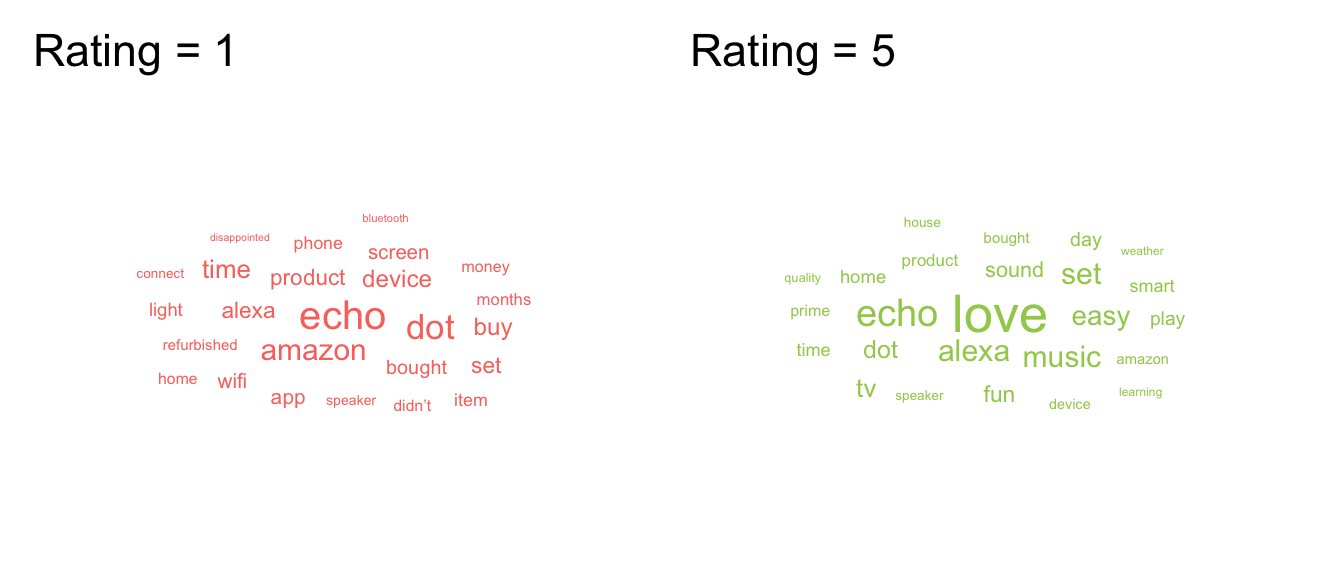 Rating = 1
bluetooth
disappointed phone screen
connect time product device money
light alexa echo dot months
refurbished amazon buy
home wifi bought set
app speaker didn’t item
Rating = 5
house bought day weather
quality home product sound set smart
prime echo love easy play
time dot alexa music amazon
tv speaker fun device learning